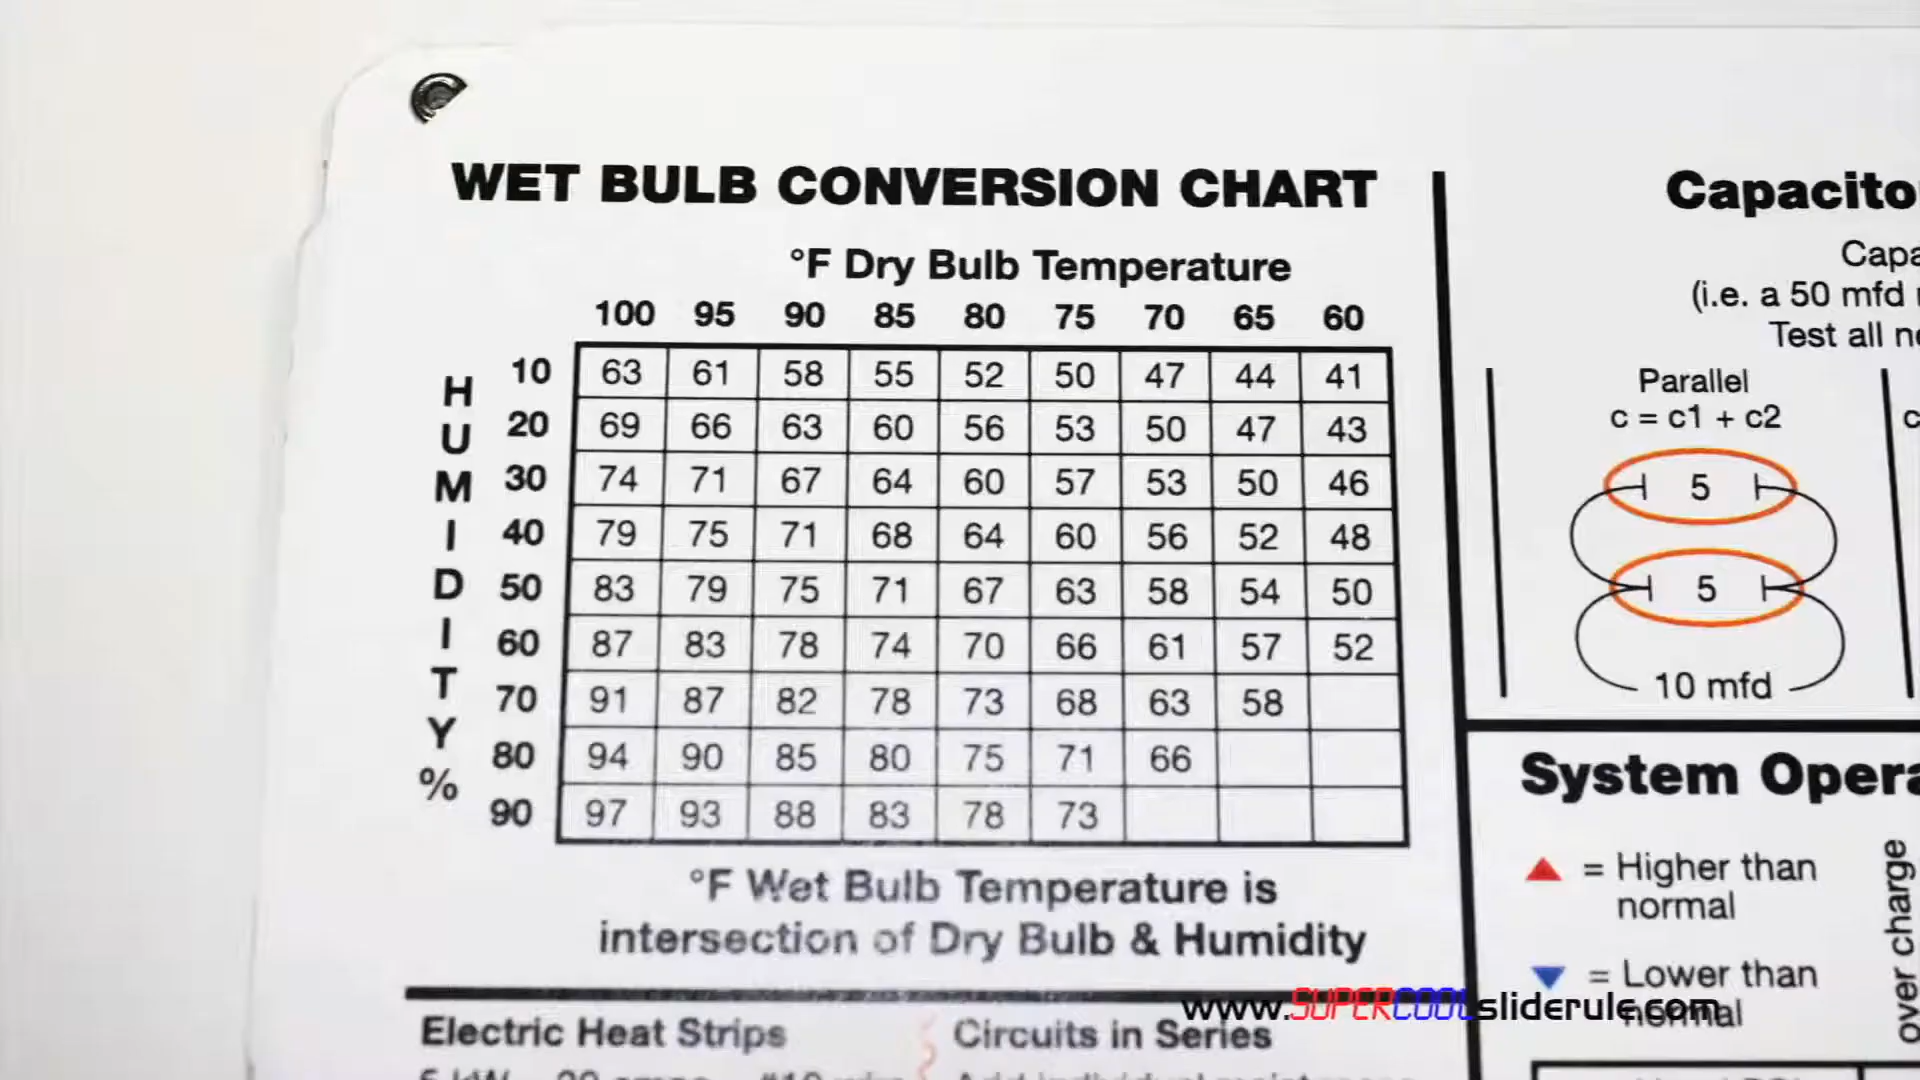 WET BULB CONVERSION CHART
°F Dry Bulb Temperature
100 95 90 85 80 75 70 65 60
HUMIDITY %
10 63 61 58 55 52 50 47 44 41
20 69 66 63 60 56 53 50 47 43
30 74 71 67 64 60 57 53 50 46
40 79 75 71 68 64 60 56 52 48
50 83 79 75 71 67 63 58 54 50
60 87 83 78 74 70 66 61 57 52
70 91 87 82 78 73 68 63 58
80 94 90 85 80 75 71 66
90 97 93 88 83 78 73
°F Wet Bulb Temperature is
intersection of Dry Bulb & Humidity
Electric Heat Strips
Circuits in Series
Capacito
Capa
(i.e. a 50 mfd
Test all
Parallel
c = c1 + c2
5
5
10 mfd
System Opera
= Higher than
normal
= Lower than
normal
over charge
www.SUPERCOOLsliderule.com